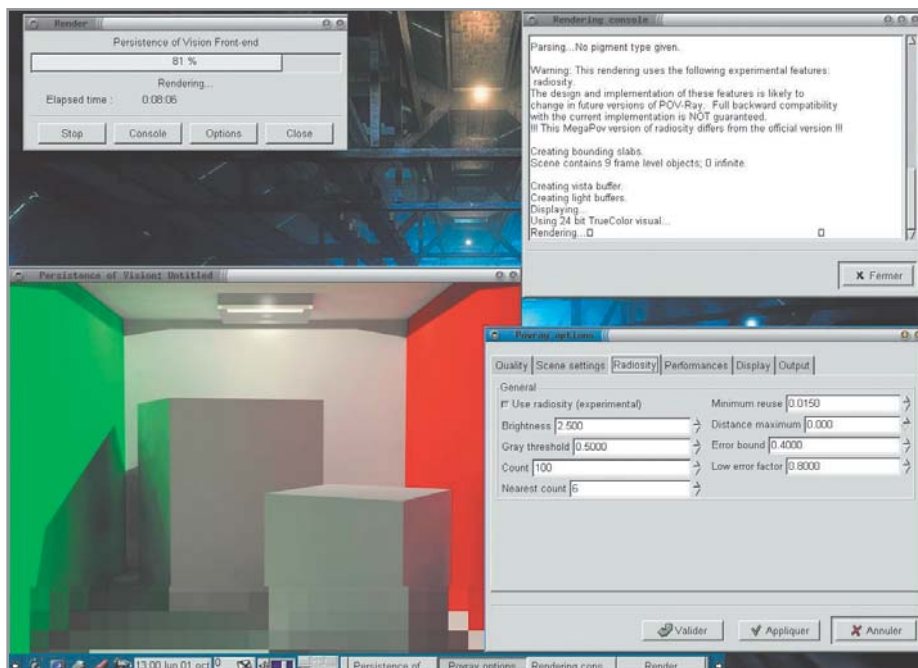 Render
Persistence of Vision Front-end
81 %
Rendering...
Elapsed time : 0:08:06
Stop Console Options Close
Rendering console
Parsing...No pigment type given.
Warning: This rendering uses the following experimental features:
radiosity.
The design and implementation of these features is likely to
change in future versions of POV-Ray. Full backward compatibility
with the current implementation is NOT guaranteed.
!!! This MegaPov version of radiosity differs from the official version !!!
Creating bounding slabs.
Scene contains 9 frame level objects; 0 infinite.
Creating vista buffer.
Creating light buffers.
Displaying...
Using 24 bit TrueColor visual...
Rendering...
Fermer
Persistence of Vision: Untitled
Povray options
Quality Scene settings Radiosity Performances Display Output
General
Use radiosity (experimental) Minimum reuse 0.0150
Brightness 2.500 Distance maximum 0.000
Gray threshold 0.5000 Error bound 0.4000
Count 100 Low error factor 0.8000
Nearest count 6
Valider Appliquer Annuler
13:00 lun 01 oct 0 Persistence of Povray options Rendering cons Render